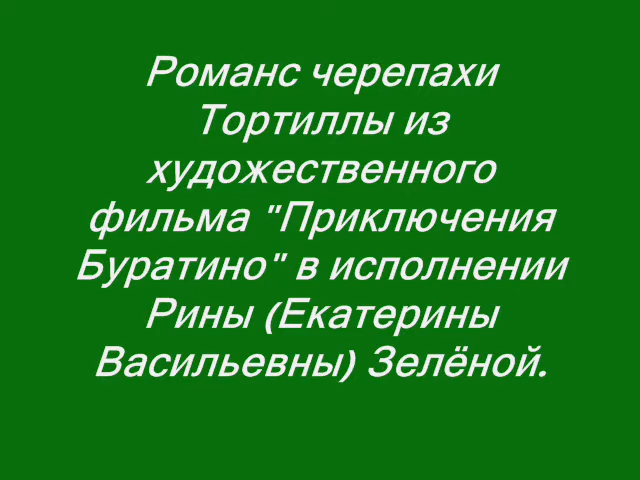 Романс черепахи
Тортиллы из
художественного
фильма "Приключения
Буратино" в исполнении
Рины (Екатерины
Васильевны) Зелёной.